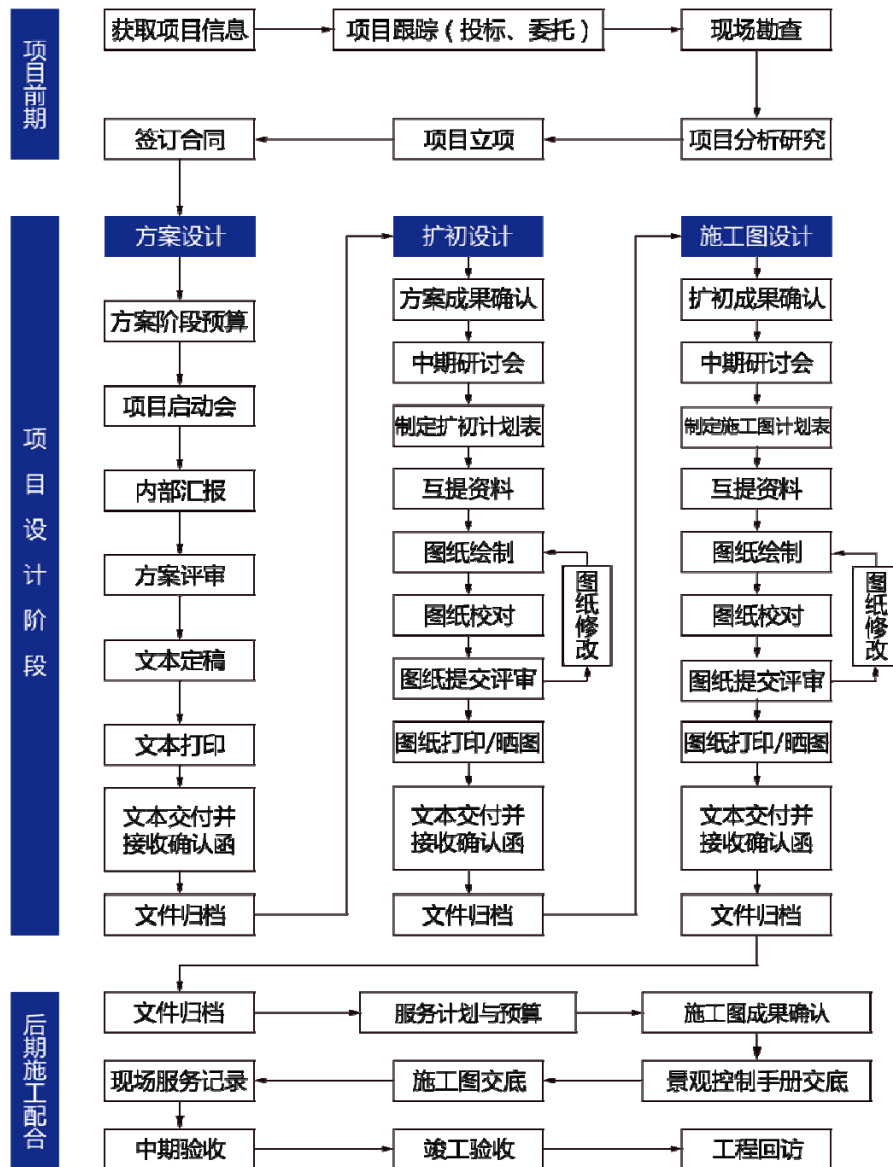 项目前期
获取项目信息
项目跟踪（投标、委托）
现场勘查
签订合同
项目立项
项目分析研究
项目设计阶段
方案设计
方案阶段预算
项目启动会
内部汇报
方案评审
文本定稿
文本打印
文本交付并
接收确认函
文件归档
扩初设计
方案成果确认
中期研讨会
制定扩初计划表
互提资料
图纸绘制
图纸校对
图纸提交评审
图纸修改
图纸打印/晒图
文本交付并
接收确认函
文件归档
施工图设计
扩初成果确认
中期研讨会
制定施工图计划表
互提资料
图纸绘制
图纸校对
图纸提交评审
图纸修改
图纸打印/晒图
文本交付并
接收确认函
文件归档
后期施工配合
文件归档
服务计划与预算
施工图成果确认
现场服务记录
施工图交底
景观控制手册交底
中期验收
竣工验收
工程回访